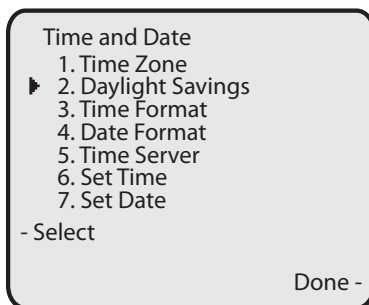 Time and Date
1. Time Zone
2. Daylight Savings
3. Time Format
4. Date Format
5. Time Server
6. Set Time
7. Set Date
- Select
Done -